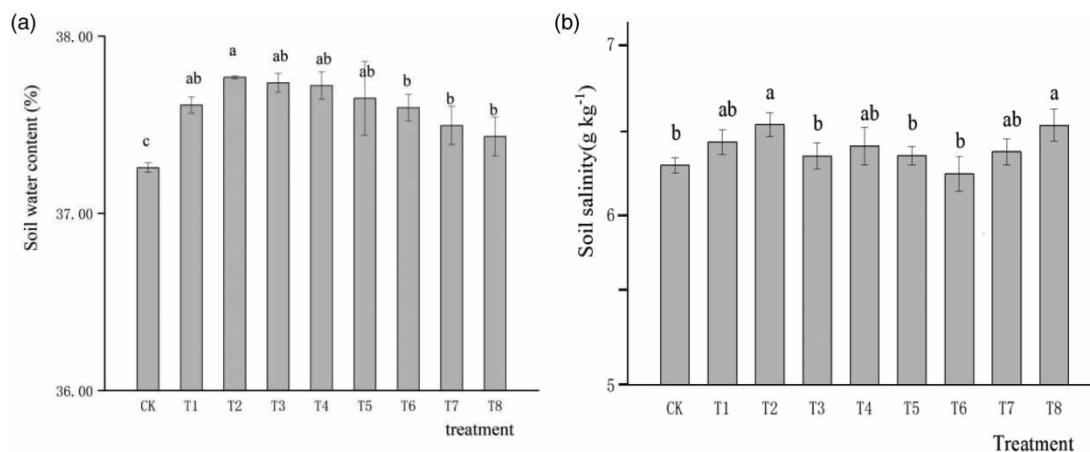 (a)
Soil water content (%)
38.00
37.00
36.00
c
ab
a
ab
ab
ab
b
b
b
CK T1 T2 T3 T4 T5 T6 T7 T8
treatment
(b)
Soil salinity(g kg⁻¹)
7
6
5
b
ab
a
b
ab
b
b
ab
a
CK T1 T2 T3 T4 T5 T6 T7 T8
Treatment